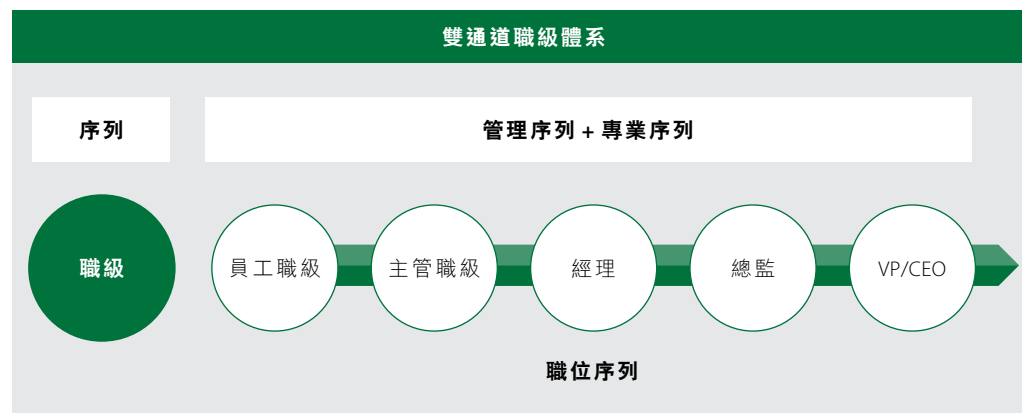 雙通道職級體系
序列
管理序列 + 專業序列
職級
員工職級
主管職級
經理
總監
VP/CEO
職位序列